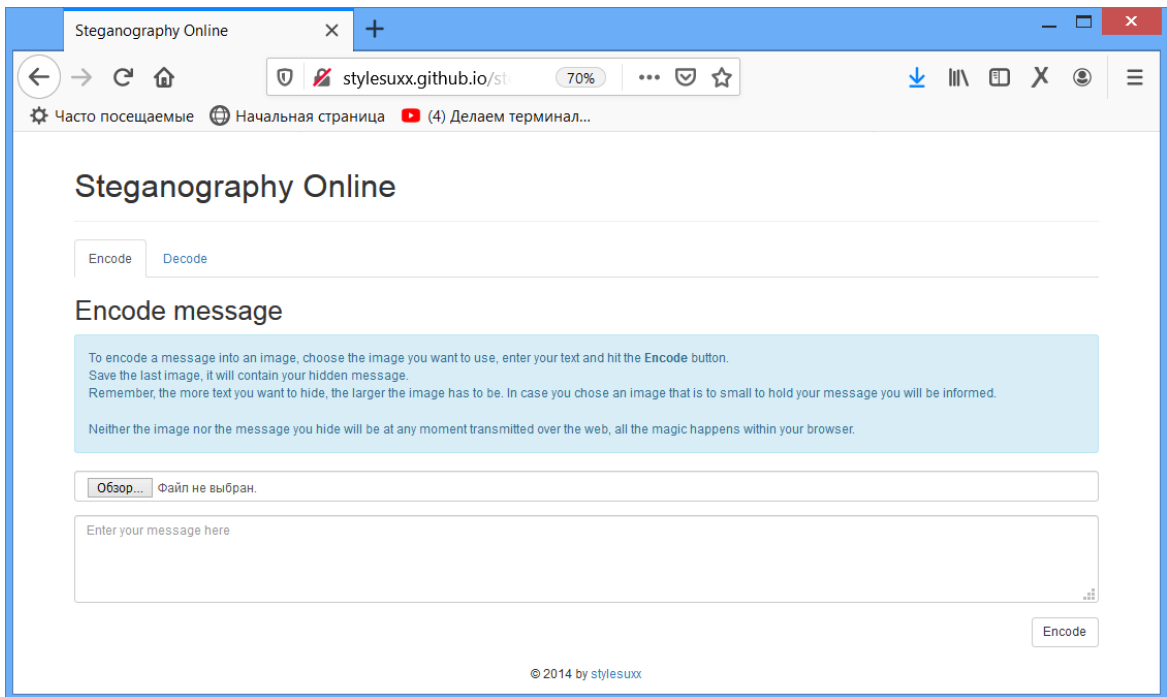 Steganography Online
stylesuxx.github.io/st
70%
Часто посещаемые Начальная страница (4) Делаем терминал...
Steganography Online
Encode Decode
Encode message
To encode a message into an image, choose the image you want to use, enter your text and hit the Encode button.
Save the last image, it will contain your hidden message.
Remember, the more text you want to hide, the larger the image has to be. In case you chose an image that is to small to hold your message you will be informed.
Neither the image nor the message you hide will be at any moment transmitted over the web, all the magic happens within your browser.
Обзор... Файл не выбран.
Enter your message here
Encode
© 2014 by stylesuxx